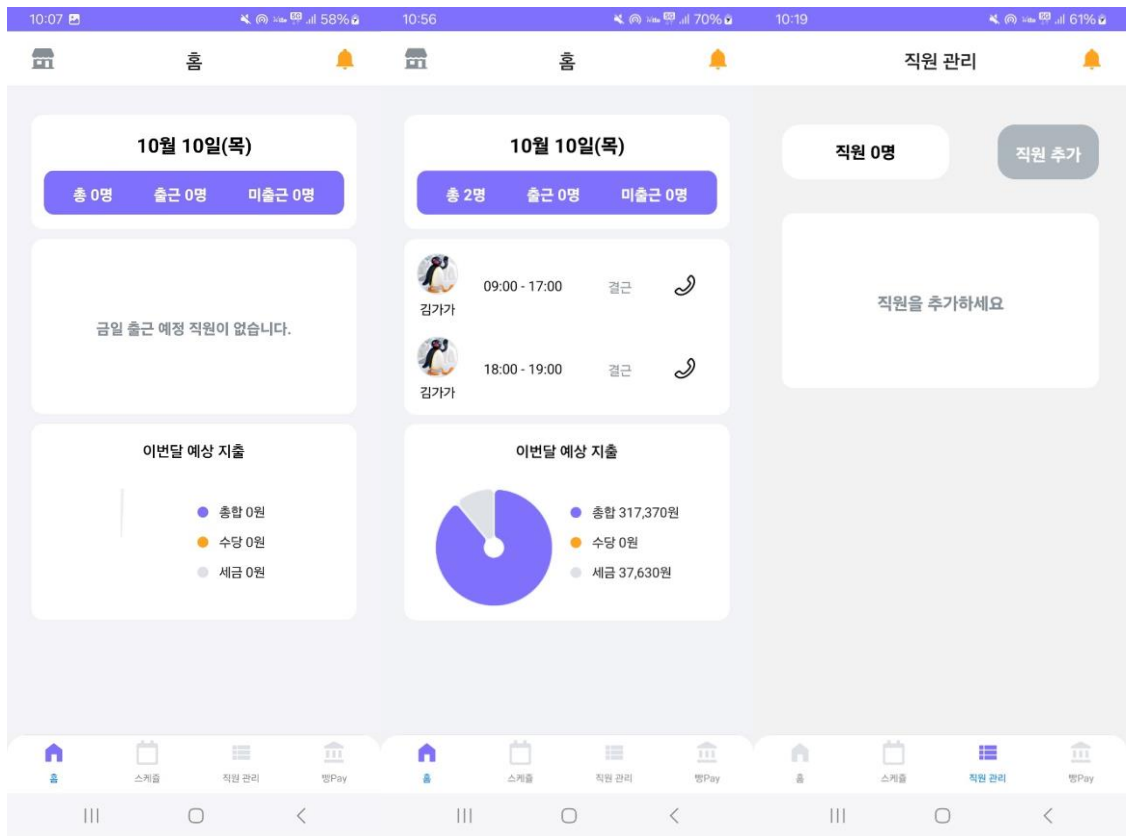 10:07 58%
홈
10월 10일(목)
총 0명 출근 0명 미출근 0명
금일 출근 예정 직원이 없습니다.
이번달 예상 지출
총합 0원
수당 0원
세금 0원
홈 스케줄 직원 관리 빵Pay
10:56 70%
홈
10월 10일(목)
총 2명 출근 0명 미출근 0명
09:00 - 17:00 결근
김가가
18:00 - 19:00 결근
김가가
이번달 예상 지출
총합 317,370원
수당 0원
세금 37,630원
홈 스케줄 직원 관리 빵Pay
10:19 61%
직원 관리
직원 0명 직원 추가
직원을 추가하세요
홈 스케줄 직원 관리 빵Pay